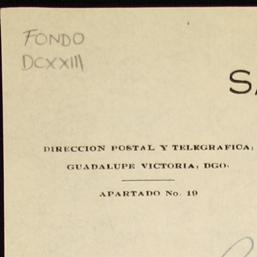 FONDO
DCXXIII
SA
DIRECCION POSTAL Y TELEGRAFICA:
GUADALUPE VICTORIA, DGO.
APARTADO No. 19